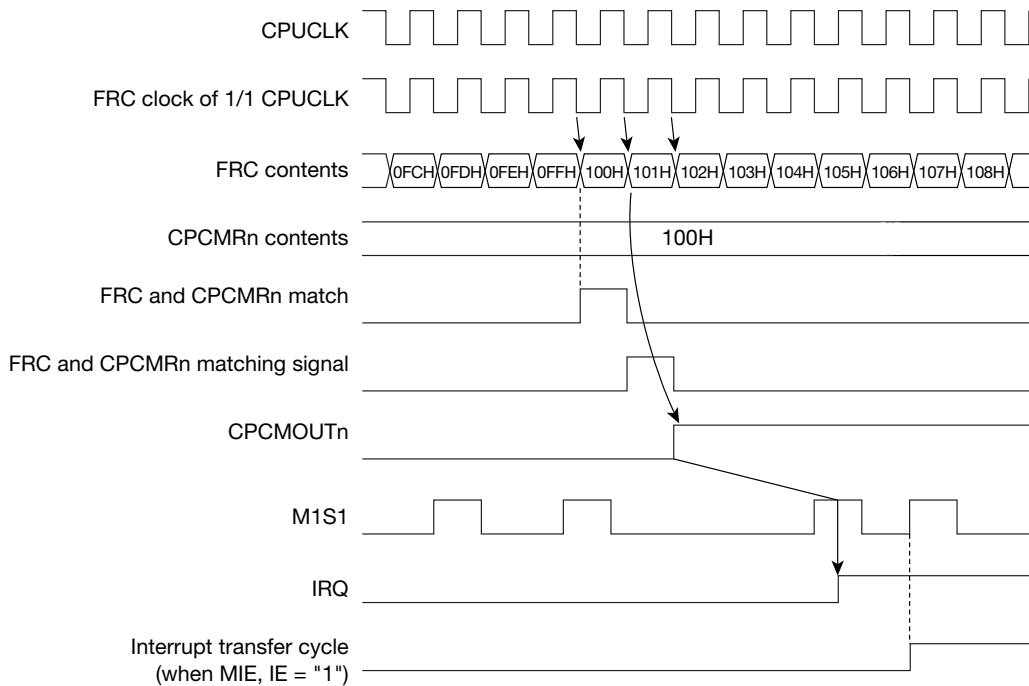 CPUCLK
FRC clock of 1/1 CPUCLK
FRC contents
0FCH 0FDH 0FEH 0FFH 100H 101H 102H 103H 104H 105H 106H 107H 108H
CPCMRn contents
100H
FRC and CPCMRn match
FRC and CPCMRn matching signal
CPCMOUTn
M1S1
IRQ
Interrupt transfer cycle
(when MIE, IE = "1")